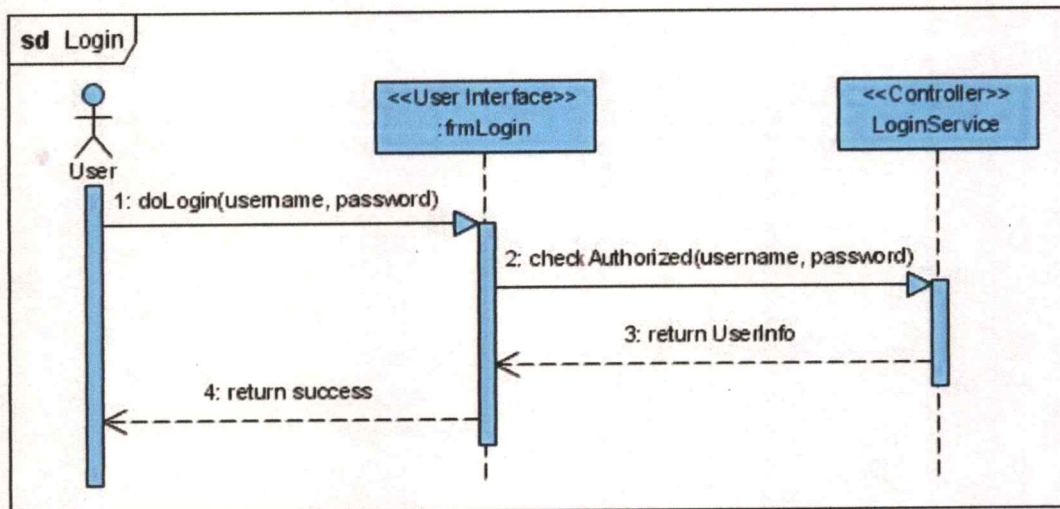 sd Login
<<User Interface>>
:frmLogin
<<Controller>>
LoginService
User
1: doLogin(username, password)
2: checkAuthorized(username, password)
3: return UserInfo
4: return success